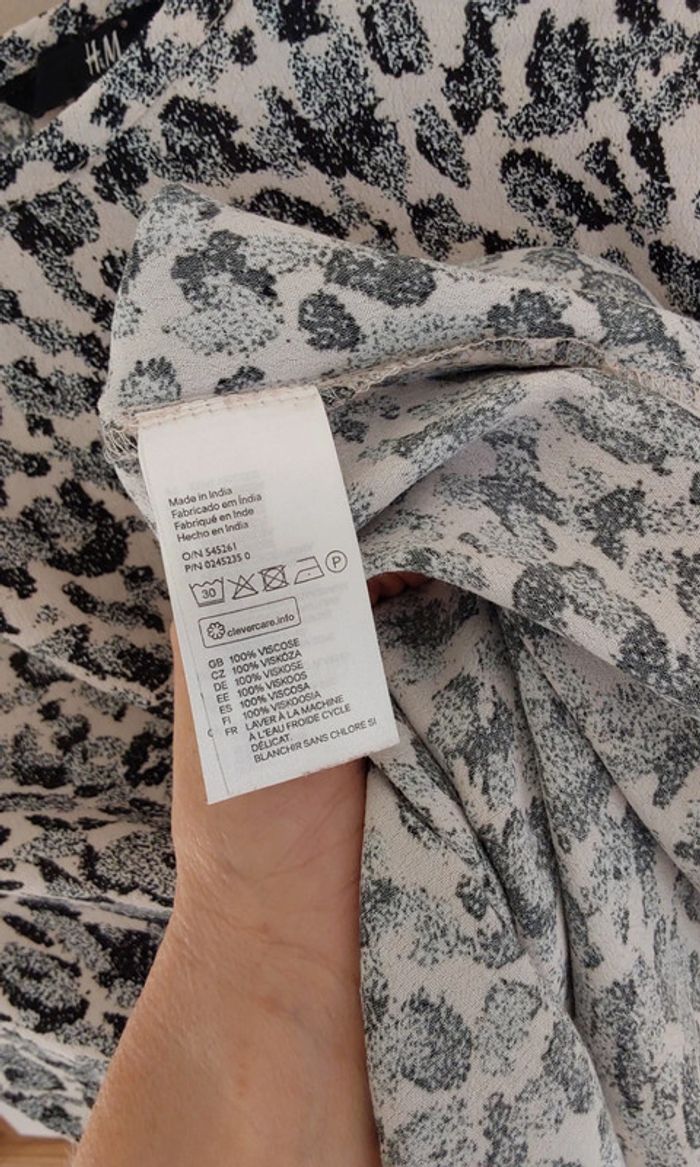 H&M
Made in India
Fabricado em Índia
Fabriqué en Inde
Hecho en India
O/N 545261
P/N 0245235 0
30 P
clevercare.info
GB 100% VISCOSE
CZ 100% VISKÓZA
DE 100% VISKOSE
EE 100% VISKOOS
ES 100% VISCOSA
FI 100% VISKOOSIA
FR LAVER À LA MACHINE
À L'EAU FROIDE CYCLE
DÉLICAT.
BLANCHIR SANS CHLORE SI